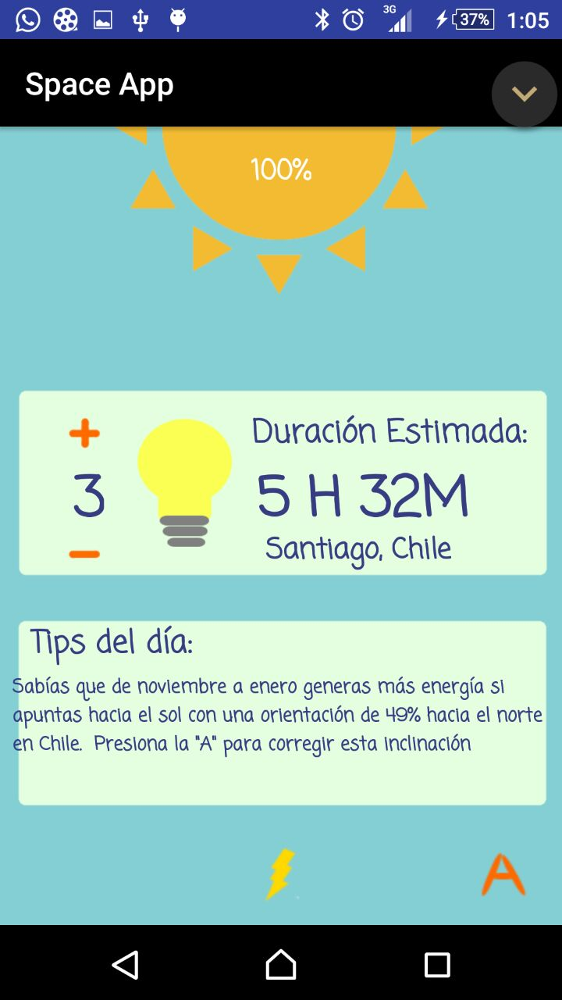 3G
37%
1:05
Space App
100%
+
Duración Estimada:
3
5 H 32M
–
Santiago, Chile
Tips del día:
Sabías que de noviembre a enero generas más energía si
apuntas hacia el sol con una orientación de 49% hacia el norte
en Chile. Presiona la "A" para corregir esta inclinación
A